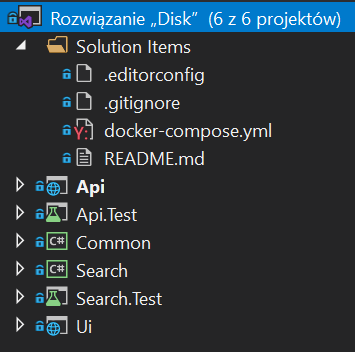 Rozwiązanie „Disk” (6 z 6 projektów)
Solution Items
.editorconfig
.gitignore
Y: docker-compose.yml
README.md
Api
Api.Test
C# Common
C# Search
Search.Test
Ui